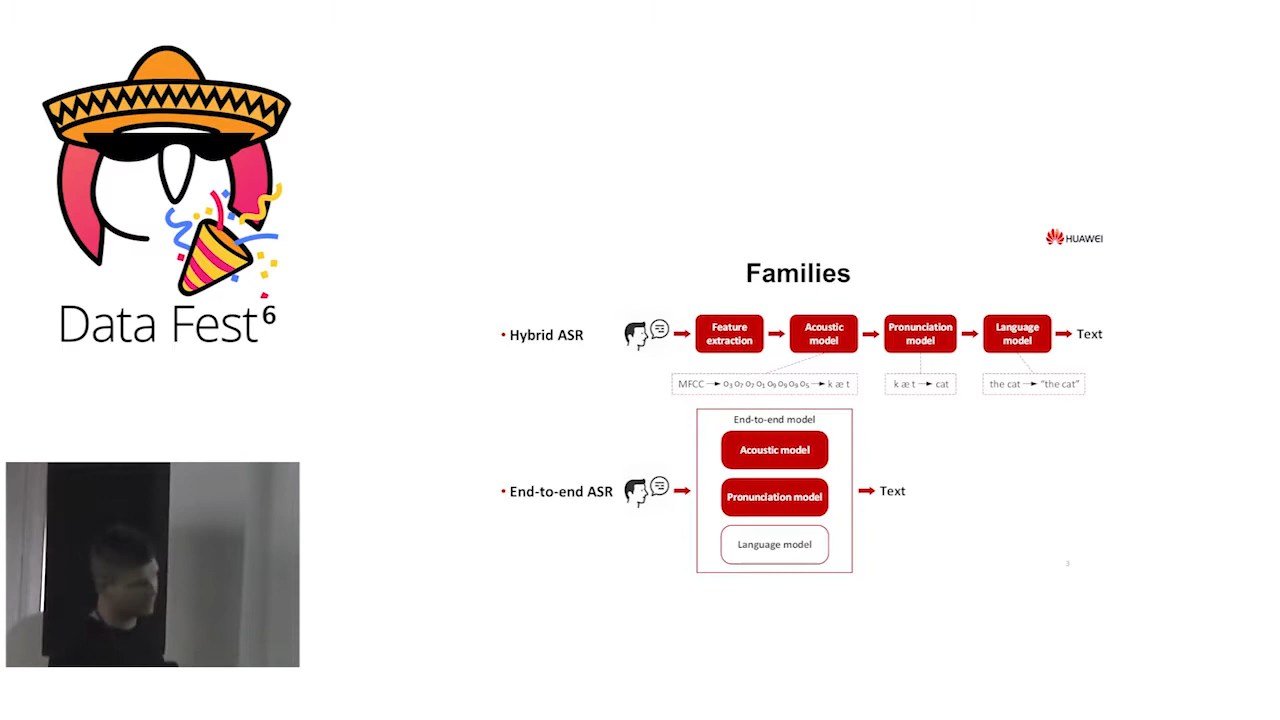 Data Fest⁶
HUAWEI
Families
• Hybrid ASR
Feature
extraction
Acoustic
model
Pronunciation
model
Language
model
Text
MFCC → o₃ o₇ o₇ o₁ o₉ o₉ o₉ o₅ → k æ t
k æ t → cat
the cat → “the cat”
• End-to-end ASR
End-to-end model
Acoustic model
Pronunciation model
Language model
Text
3